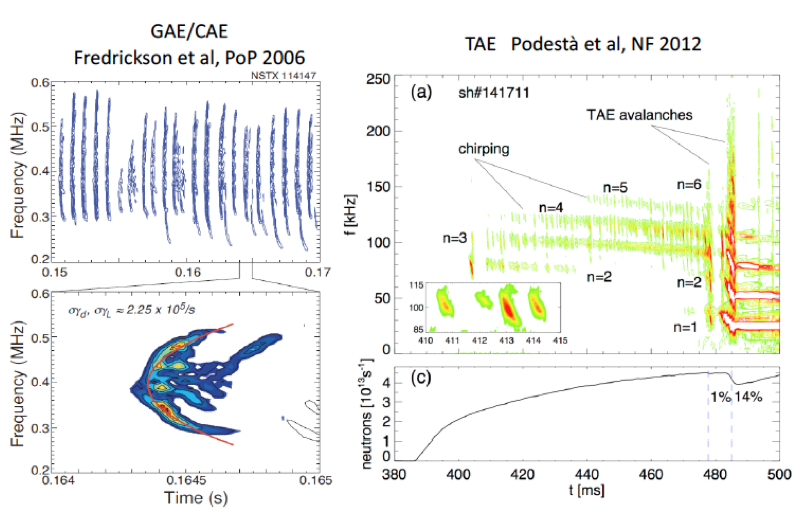 GAE/CAE
Fredrickson et al, PoP 2006
NSTX 114147
0.6
0.5
0.4
0.3
0.2
Frequency (MHz)
0.15
0.16
0.17
0.6
σγd, σγL ≈ 2.25 x 10⁵/s
0.5
0.4
0.3
0.2
Frequency (MHz)
0.164
0.1645
0.165
Time (s)
TAE Podestà et al, NF 2012
250
200
150
100
50
0
f [kHz]
(a) sh#141711
TAE avalanches
chirping
n=5
n=6
n=4
n=3
n=2
n=2
n=1
115
100
85
410 411 412 413 414 415
(c)
4
3
2
1
0
neutrons [10¹³s⁻¹]
1% 14%
380 400 420 440 460 480 500
t [ms]